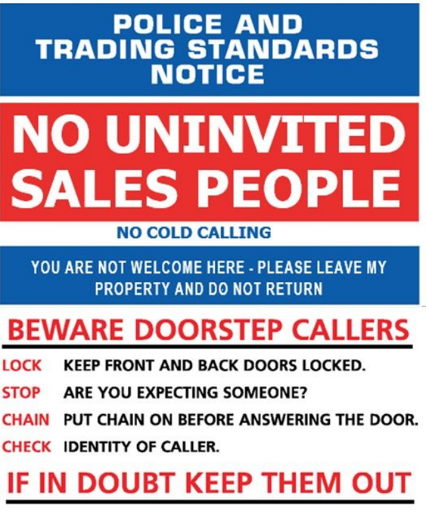 POLICE AND
TRADING STANDARDS
NOTICE
NO UNINVITED
SALES PEOPLE
NO COLD CALLING
YOU ARE NOT WELCOME HERE - PLEASE LEAVE MY
PROPERTY AND DO NOT RETURN
BEWARE DOORSTEP CALLERS
LOCK KEEP FRONT AND BACK DOORS LOCKED.
STOP ARE YOU EXPECTING SOMEONE?
CHAIN PUT CHAIN ON BEFORE ANSWERING THE DOOR.
CHECK IDENTITY OF CALLER.
IF IN DOUBT KEEP THEM OUT